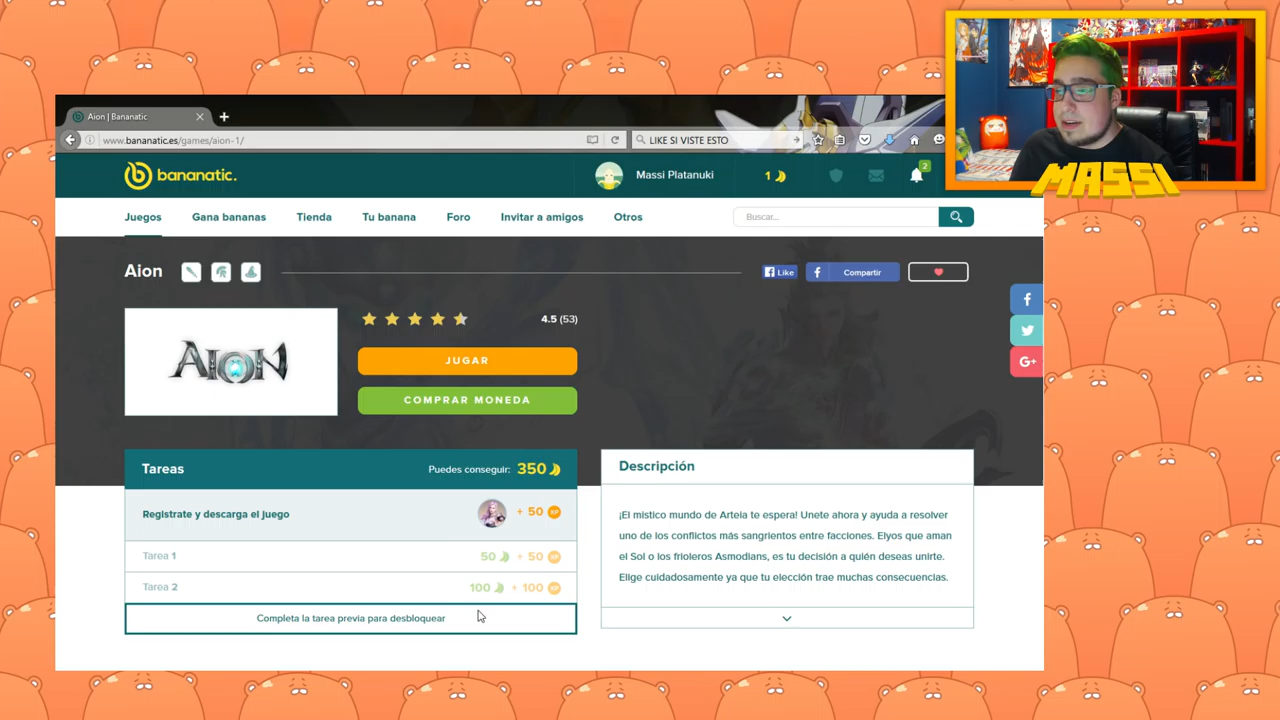 Aion | Bananatic
www.bananatic.es/games/aion-1/
LIKE SI VISTE ESTO
MASSI
bananatic.
Massi Platanuki
1
2
Juegos
Gana bananas
Tienda
Tu banana
Foro
Invitar a amigos
Otros
Buscar...
Aion
Like
Compartir
AION
4.5 (53)
JUGAR
COMPRAR MONEDA
Tareas
Puedes conseguir: 350
Registrate y descarga el juego
+ 50 XP
Tarea 1
50 + 50 XP
Tarea 2
100 + 100 XP
Completa la tarea previa para desbloquear
Descripción
¡El mistico mundo de Arteia te espera! Unete ahora y ayuda a resolver
uno de los conflictos más sangrientos entre facciones. Elyos que aman
el Sol o los frioleros Asmodians, es tu decisión a quién deseas unirte.
Elige cuidadosamente ya que tu elección trae muchas consecuencias.
f
G+